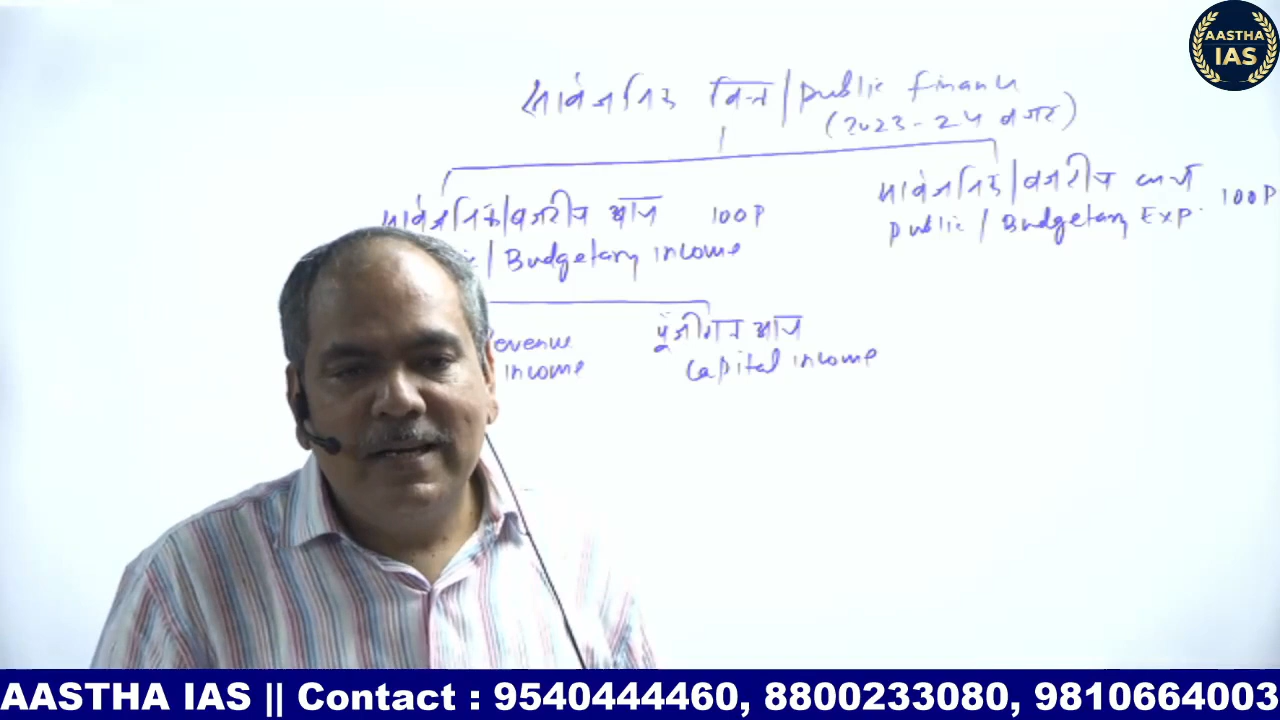 AASTHA
IAS
सार्वजनिक वित्त / public finance
(2023-24 बजट)
सार्वजनिक/बजटीय आय 100P
/ Budgetary income
सार्वजनिक/बजटीय व्यय 100P
public / Budgetary Exp.
evenue
income
पूंजीगत आय
Capital income
AASTHA IAS || Contact : 9540444460, 8800233080, 9810664003